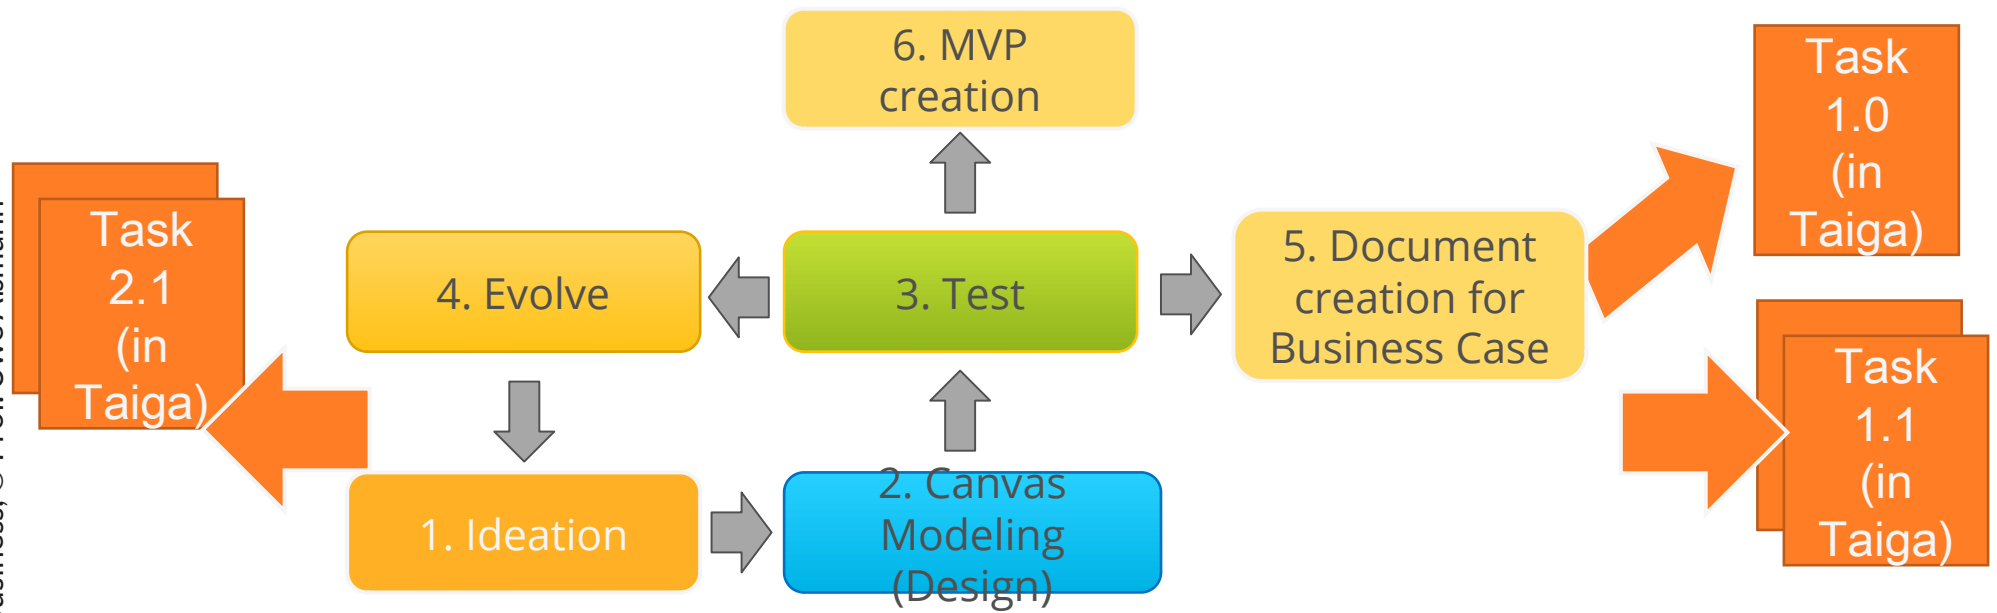 6. MVP
creation
Task
1.0
(in
Taiga)
Task
2.1
(in
Taiga)
4. Evolve
3. Test
5. Document
creation for
Business Case
Task
1.1
(in
Taiga)
1. Ideation
2. Canvas
Modeling
(Design)